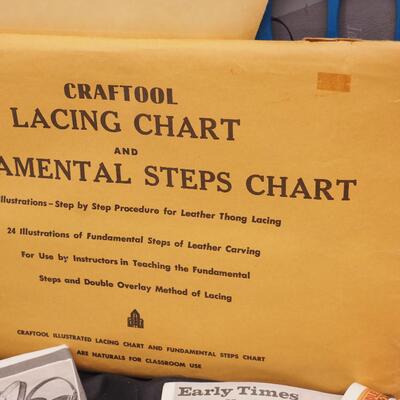 CRAFTOOL
LACING CHART
AND
AMENTAL STEPS CHART
llustrations – Step by Step Procedure for Leather Thong Lacing
24 Illustrations of Fundamental Steps of Leather Carving
For Use by Instructors in Teaching the Fundamental
Steps and Double Overlay Method of Lacing
CRAFTOOL ILLUSTRATED LACING CHART AND FUNDAMENTAL STEPS CHART
ARE NATURALS FOR CLASSROOM USE
Early Times